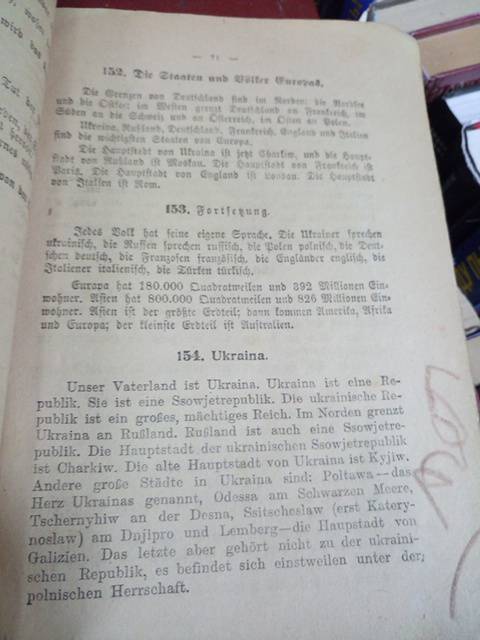 — 71 —
152. Die Staaten und Völker Europas.
Die Grenzen von Deutschland sind im Norden: die Nordsee
und die Ostsee; im Westen grenzt Deutschland an Frankreich, im
Süden an die Schweiz und an Österreich, im Osten an Polen.
Ukraina, Rußland, Deutschland, Frankreich, England und Italien
sind die wichtigsten Staaten von Europa.
Die Hauptstadt von Ukraina ist jetzt Charkiw, und die Haupt-
stadt von Rußland ist Moskau. Die Hauptstadt von Frankreich ist
Paris. Die Hauptstadt von England ist London. Die Hauptstadt
von Italien ist Rom.
153. Fortsetzung.
Jedes Volk hat seine eigene Sprache. Die Ukrainer sprechen
ukrainisch, die Russen sprechen russisch, die Polen polnisch, die Deut-
schen deutsch, die Franzosen französisch, die Engländer englisch, die
Italiener italienisch, die Türken türkisch.
Europa hat 180.000 Quadratmeilen und 392 Millionen Ein-
wohner. Asien hat 800.000 Quadratmeilen und 826 Millionen Ein-
wohner. Asien ist der größte Erdteil; dann kommen Amerika, Afrika
und Europa; der kleinste Erdteil ist Australien.
154. Ukraina.
Unser Vaterland ist Ukraina. Ukraina ist eine Re-
publik. Sie ist eine Ssowjetrepublik. Die ukrainische Re-
publik ist ein großes, mächtiges Reich. Im Norden grenzt
Ukraina an Rußland. Rußland ist auch eine Ssowjetre-
publik. Die Hauptstadt der ukrainischen Ssowjetrepublik
ist Charkiw. Die alte Hauptstadt von Ukraina ist Kyjiw.
Andere große Städte in Ukraina sind: Poltawa—das
Herz Ukrainas genannt, Odessa am Schwarzen Meere,
Tschernyhiw an der Desna, Ssitscheslaw (erst Katery-
noslaw) am Dnjipro und Lemberg—die Haupstadt von
Galizien. Das letzte aber gehört nicht zu der ukraini-
schen Republik, es befindet sich einstweilen unter der
polnischen Herrschaft.